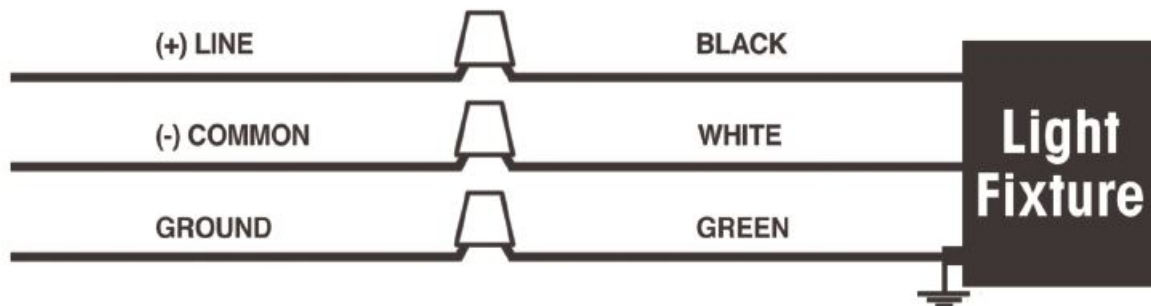 (+) LINE BLACK
(-) COMMON WHITE
GROUND GREEN
Light
Fixture